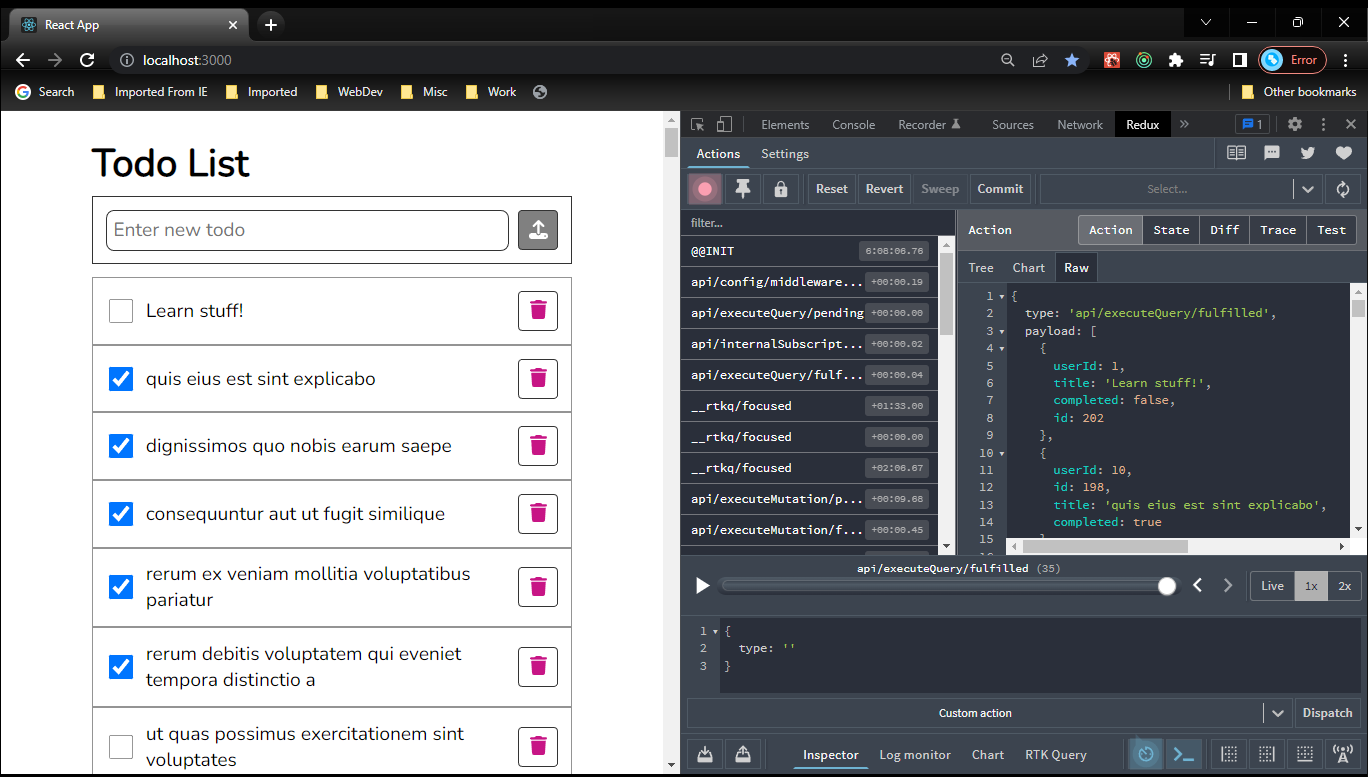 React App
localhost:3000
Error
Search
Imported From IE
Imported
WebDev
Misc
Work
Other bookmarks
Todo List
Enter new todo
Learn stuff!
quis eius est sint explicabo
dignissimos quo nobis earum saepe
consequuntur aut ut fugit similique
rerum ex veniam mollitia voluptatibus
pariatur
rerum debitis voluptatem qui eveniet
tempora distinctio a
ut quas possimus exercitationem sint
voluptates
Elements
Console
Recorder
Sources
Network
Redux
1
Actions
Settings
Reset
Revert
Sweep
Commit
Select...
filter...
@@INIT 6:08:06.76
api/config/middleware... +00:00.19
api/executeQuery/pending +00:00.00
api/internalSubscript... +00:00.02
api/executeQuery/fulf... +00:00.04
__rtkq/focused +01:33.00
__rtkq/focused +00:00.00
__rtkq/focused +02:06.67
api/executeMutation/p... +00:09.68
api/executeMutation/f... +00:00.45
Action
Action
State
Diff
Trace
Test
Tree
Chart
Raw
1 {
2 type: 'api/executeQuery/fulfilled',
3 payload: [
4 {
5 userId: 1,
6 title: 'Learn stuff!',
7 completed: false,
8 id: 202
9 },
10 {
11 userId: 10,
12 id: 198,
13 title: 'quis eius est sint explicabo',
14 completed: true
15
api/executeQuery/fulfilled (35)
Live
1x
2x
1 {
2 type: ''
3 }
Custom action
Dispatch
Inspector
Log monitor
Chart
RTK Query